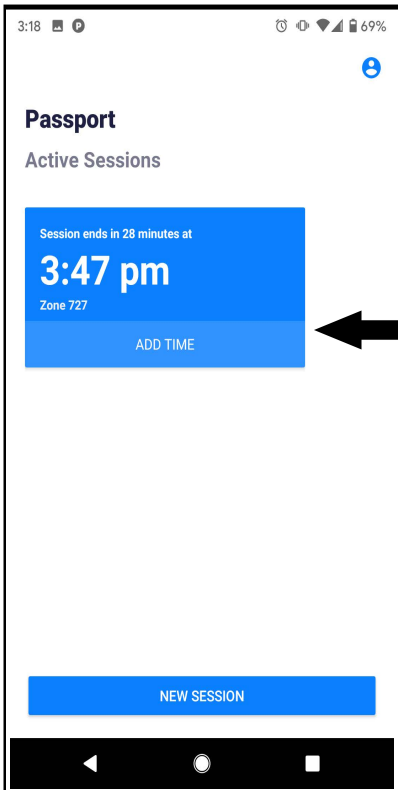 3:18 P 69%
Passport
Active Sessions
Session ends in 28 minutes at
3:47 pm
Zone 727
ADD TIME
NEW SESSION